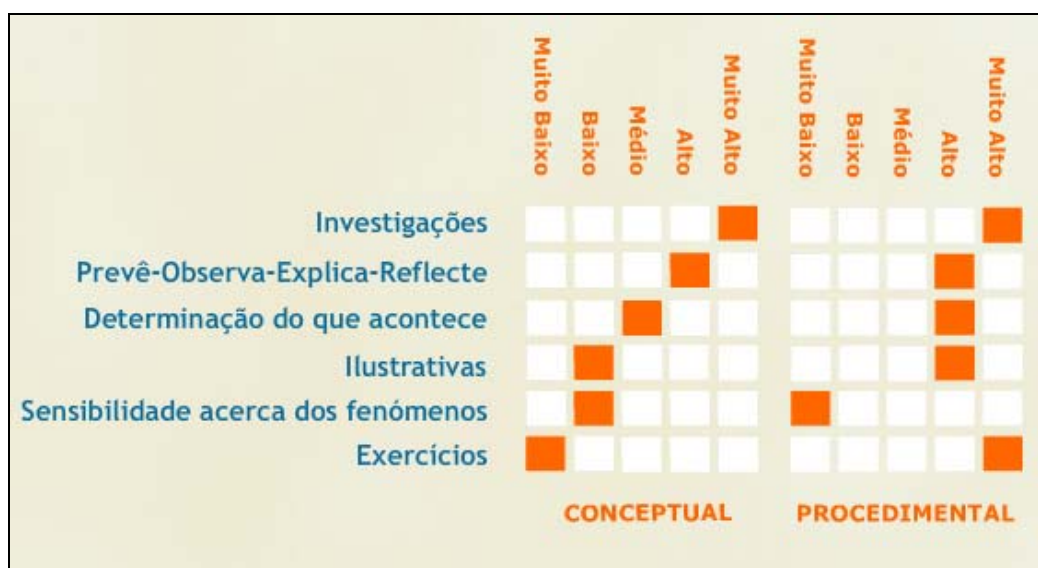 Muito Baixo
Baixo
Médio
Alto
Muito Alto
Muito Baixo
Baixo
Médio
Alto
Muito Alto
Investigações
Prevê-Observa-Explica-Reflecte
Determinação do que acontece
Ilustrativas
Sensibilidade acerca dos fenómenos
Exercícios
CONCEPTUAL
PROCEDIMENTAL